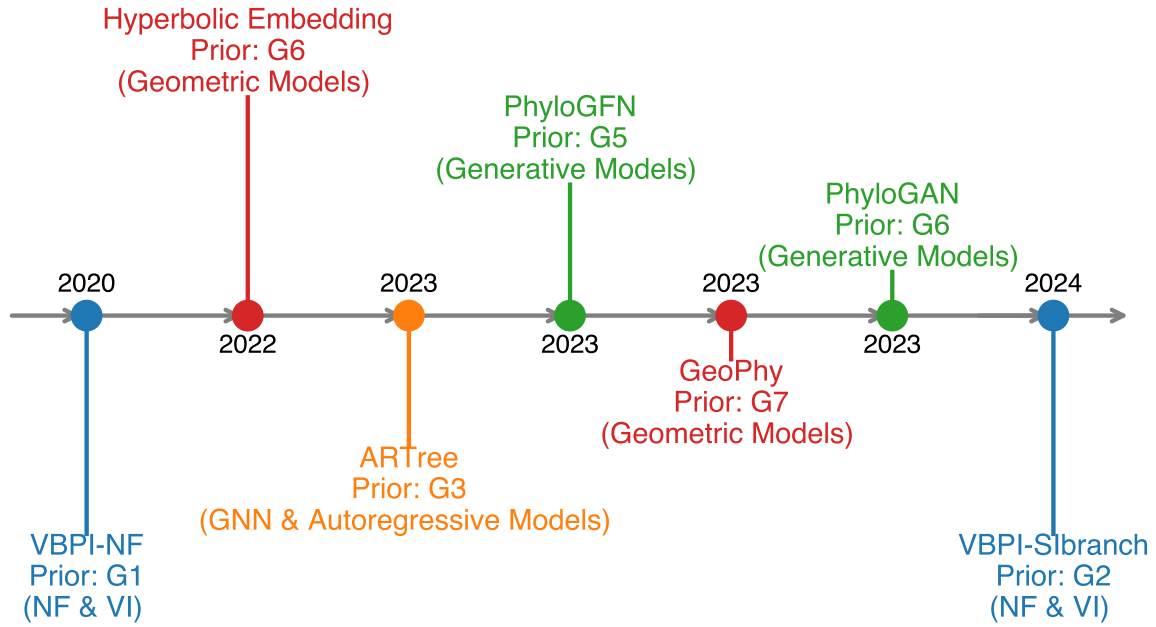 Hyperbolic Embedding
Prior: G6
(Geometric Models)
PhyloGFN
Prior: G5
(Generative Models)
PhyloGAN
Prior: G6
(Generative Models)
2020
2023
2023
2024
2022
2023
2023
GeoPhy
Prior: G7
(Geometric Models)
ARTree
Prior: G3
(GNN & Autoregressive Models)
VBPI-NF
Prior: G1
(NF & VI)
VBPI-SIbranch
Prior: G2
(NF & VI)